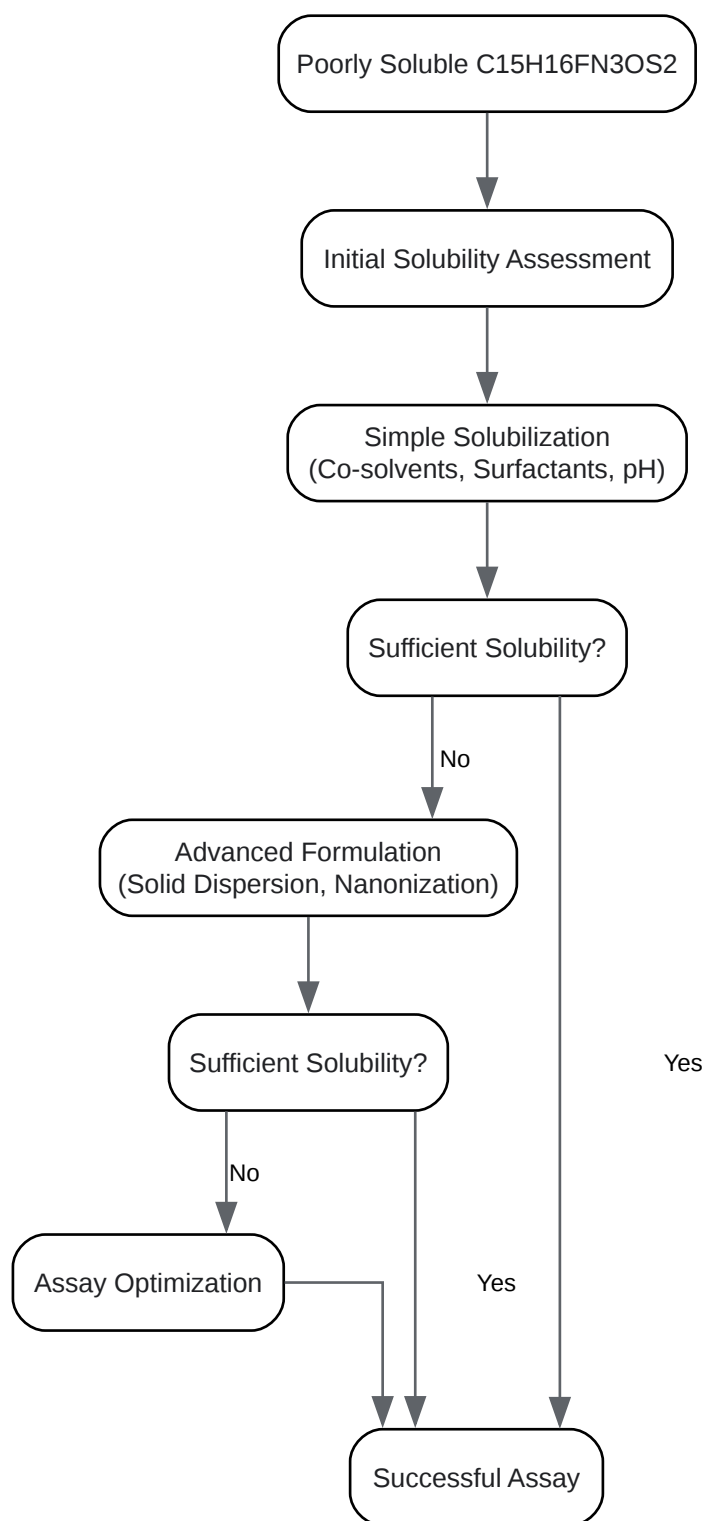 Poorly Soluble C15H16FN3OS2
Initial Solubility Assessment
Simple Solubilization
(Co-solvents, Surfactants, pH)
Sufficient Solubility?
No
Advanced Formulation
(Solid Dispersion, Nanonization)
Sufficient Solubility?
Yes
No
Assay Optimization
Yes
Successful Assay